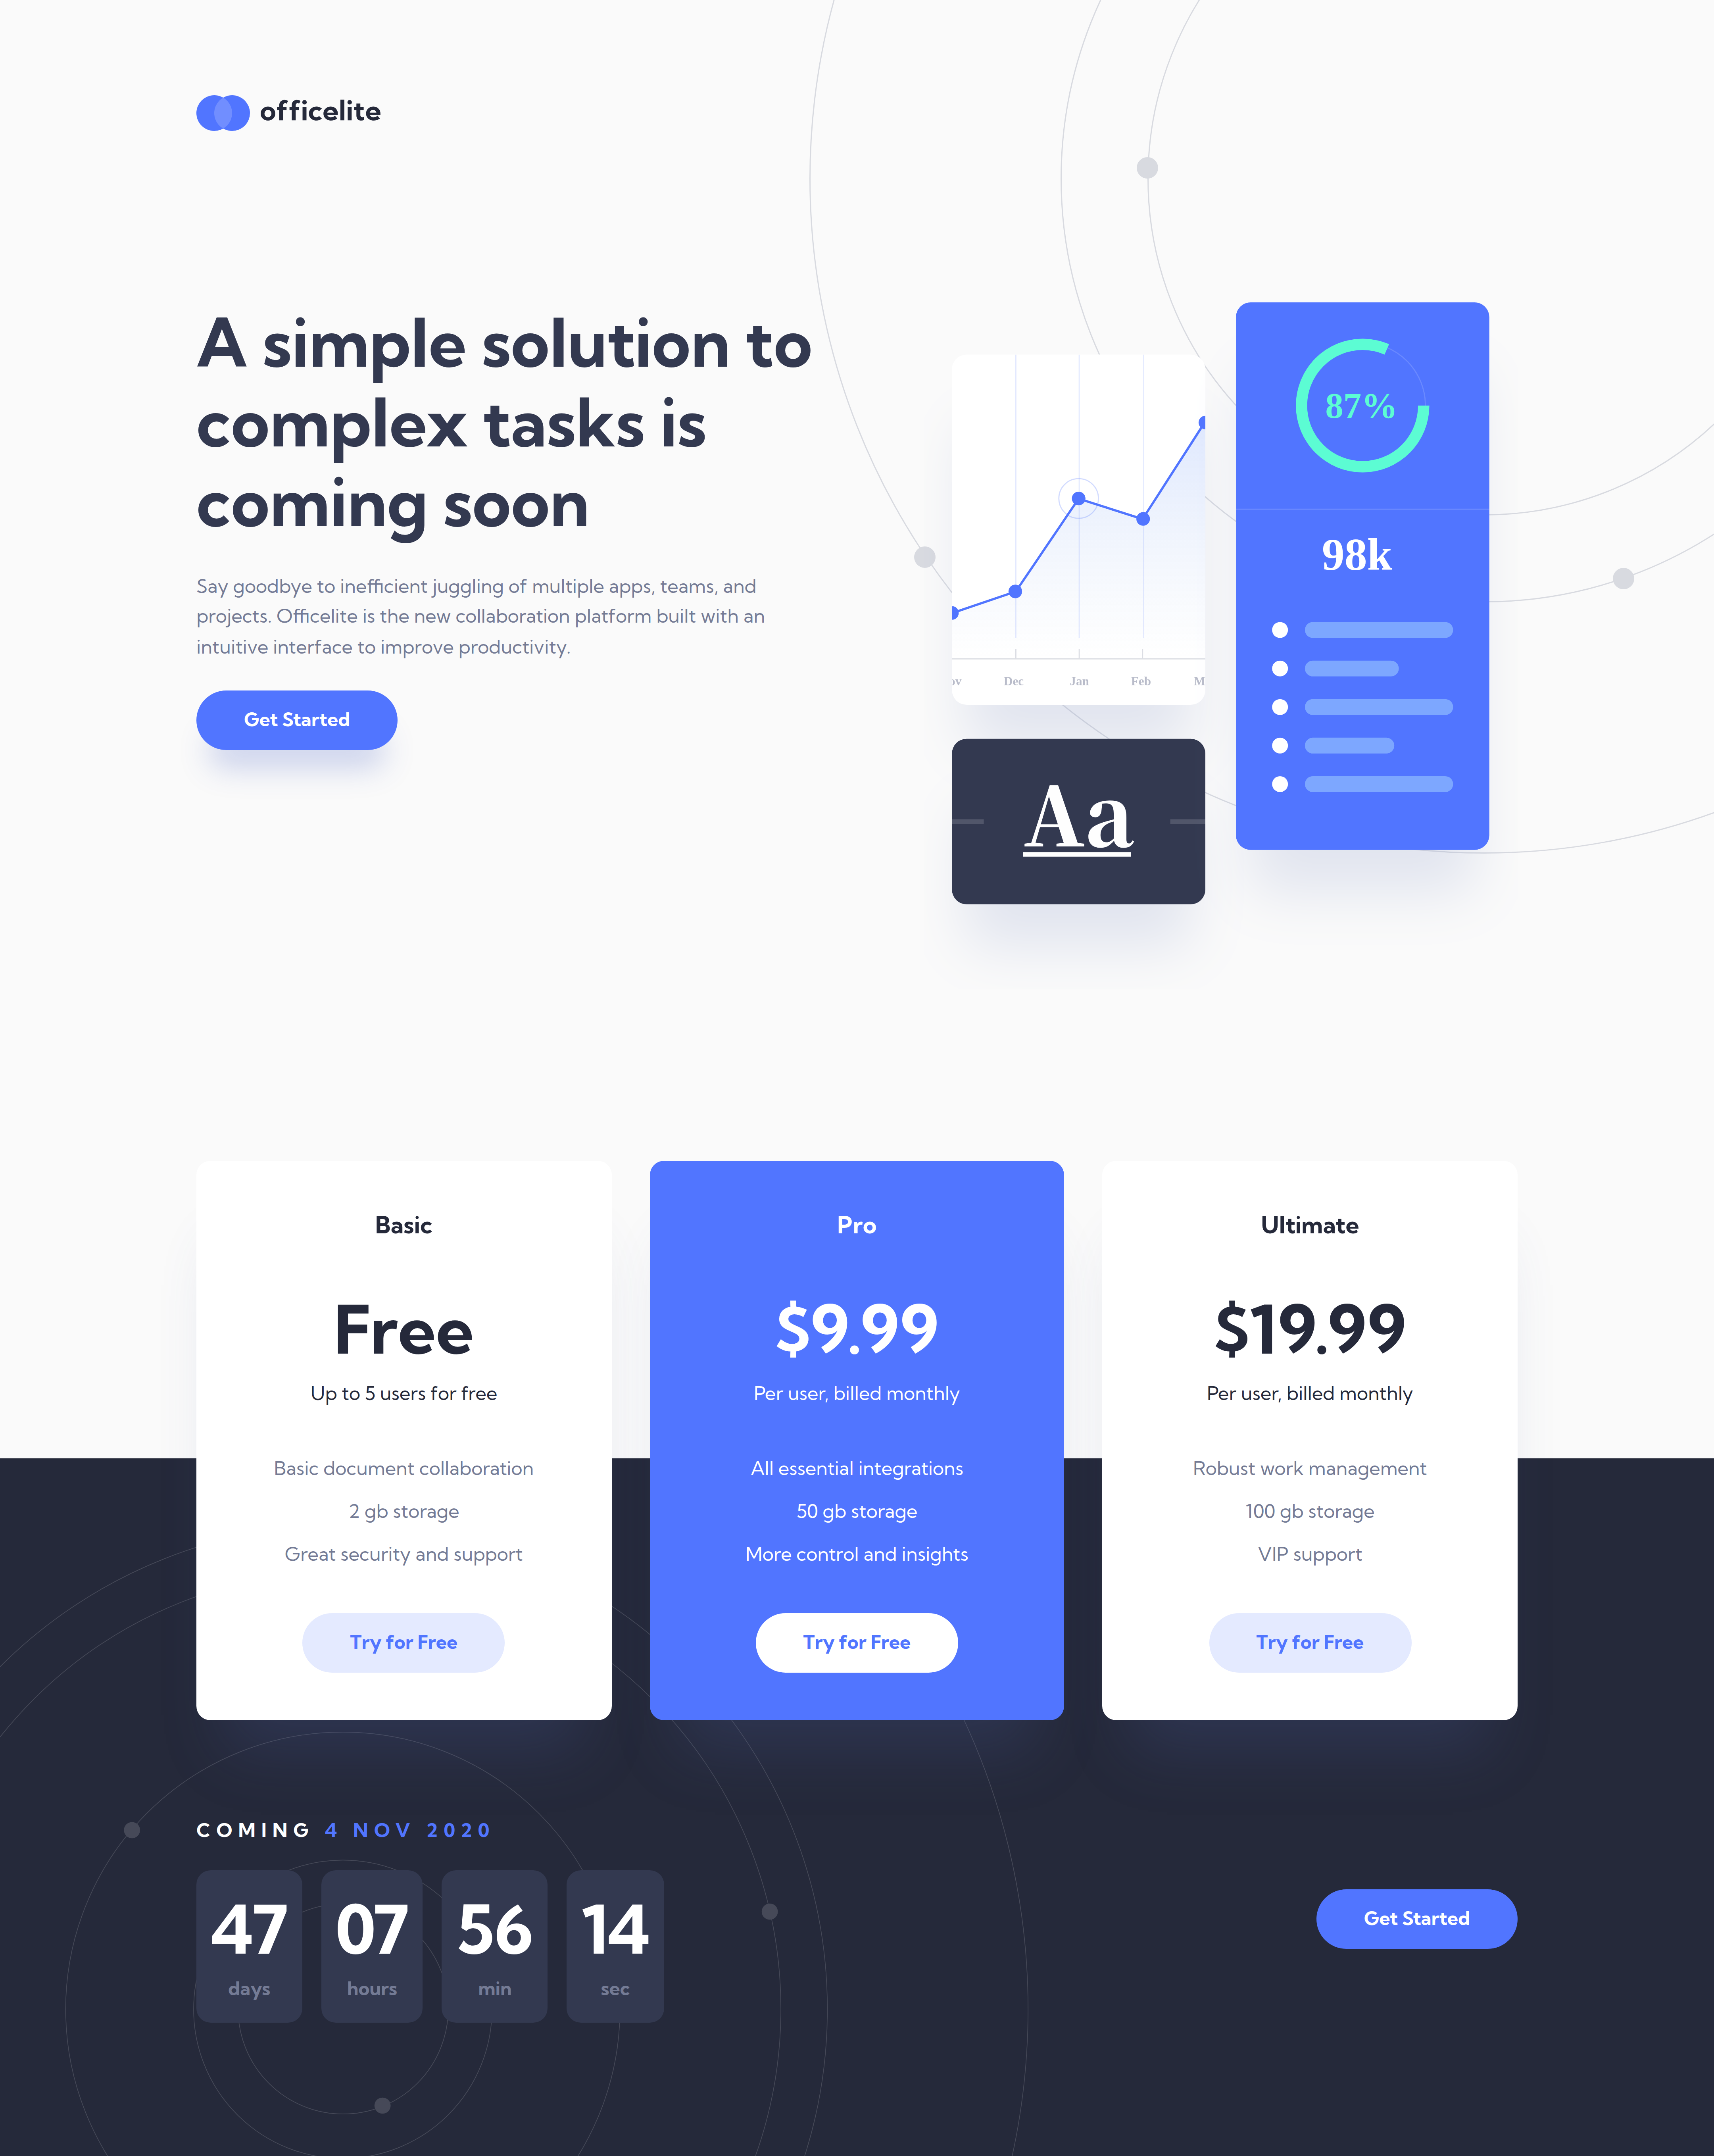 officelite
A simple solution to
complex tasks is
coming soon
Say goodbye to inefficient juggling of multiple apps, teams, and
projects. Officelite is the new collaboration platform built with an
intuitive interface to improve productivity.
Get Started
ov Dec Jan Feb M
Aa
87%
98k
Basic
Free
Up to 5 users for free
Basic document collaboration
2 gb storage
Great security and support
Try for Free
Pro
$9.99
Per user, billed monthly
All essential integrations
50 gb storage
More control and insights
Try for Free
Ultimate
$19.99
Per user, billed monthly
Robust work management
100 gb storage
VIP support
Try for Free
COMING 4 NOV 2020
47 07 56 14
days hours min sec
Get Started